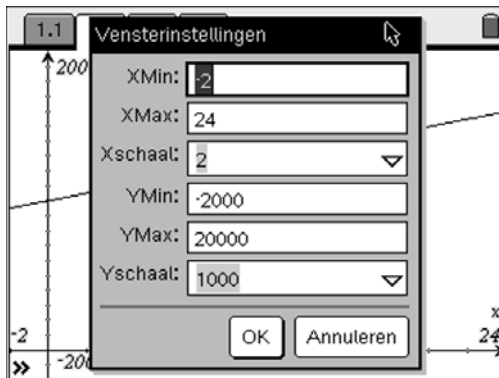 1.1
Vensterinstellingen
200
XMin: -2
XMax: 24
Xschaal: 2
YMin: -2000
YMax: 20000
Yschaal: 1000
OK Annuleren
x
-2
24
-200